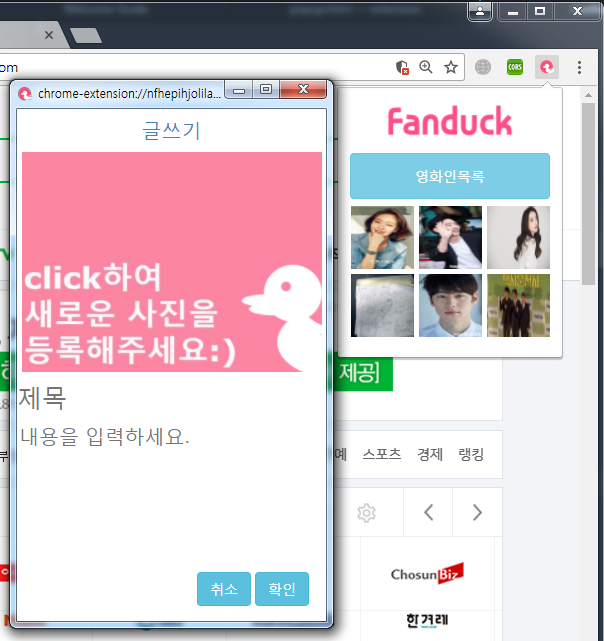 om
CORS
chrome-extension://nfhepihjolila...
글쓰기
click하여
새로운 사진을
등록해주세요:)
제목
내용을 입력하세요.
취소
확인
Fanduck
영화인목록
제공]
예 스포츠 경제 랭킹
ChosunBiz
한겨레